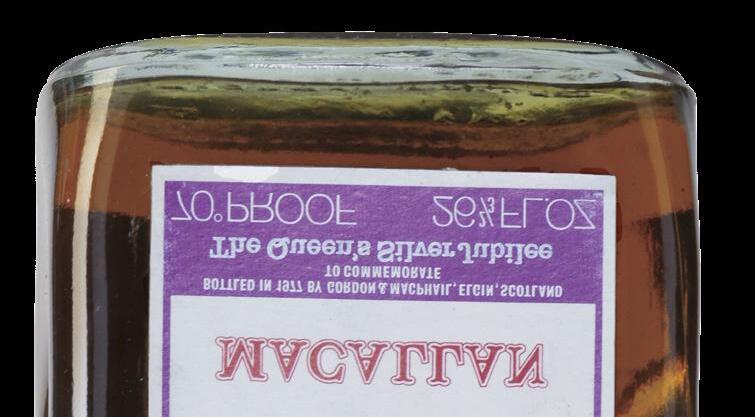 MACALLAN
BOTTLED IN 1977 BY GORDON & MACPHAIL, ELGIN, SCOTLAND
TO COMMEMORATE
The Queen's Silver Jubilee
70° PROOF 26⅔ FL.OZ.